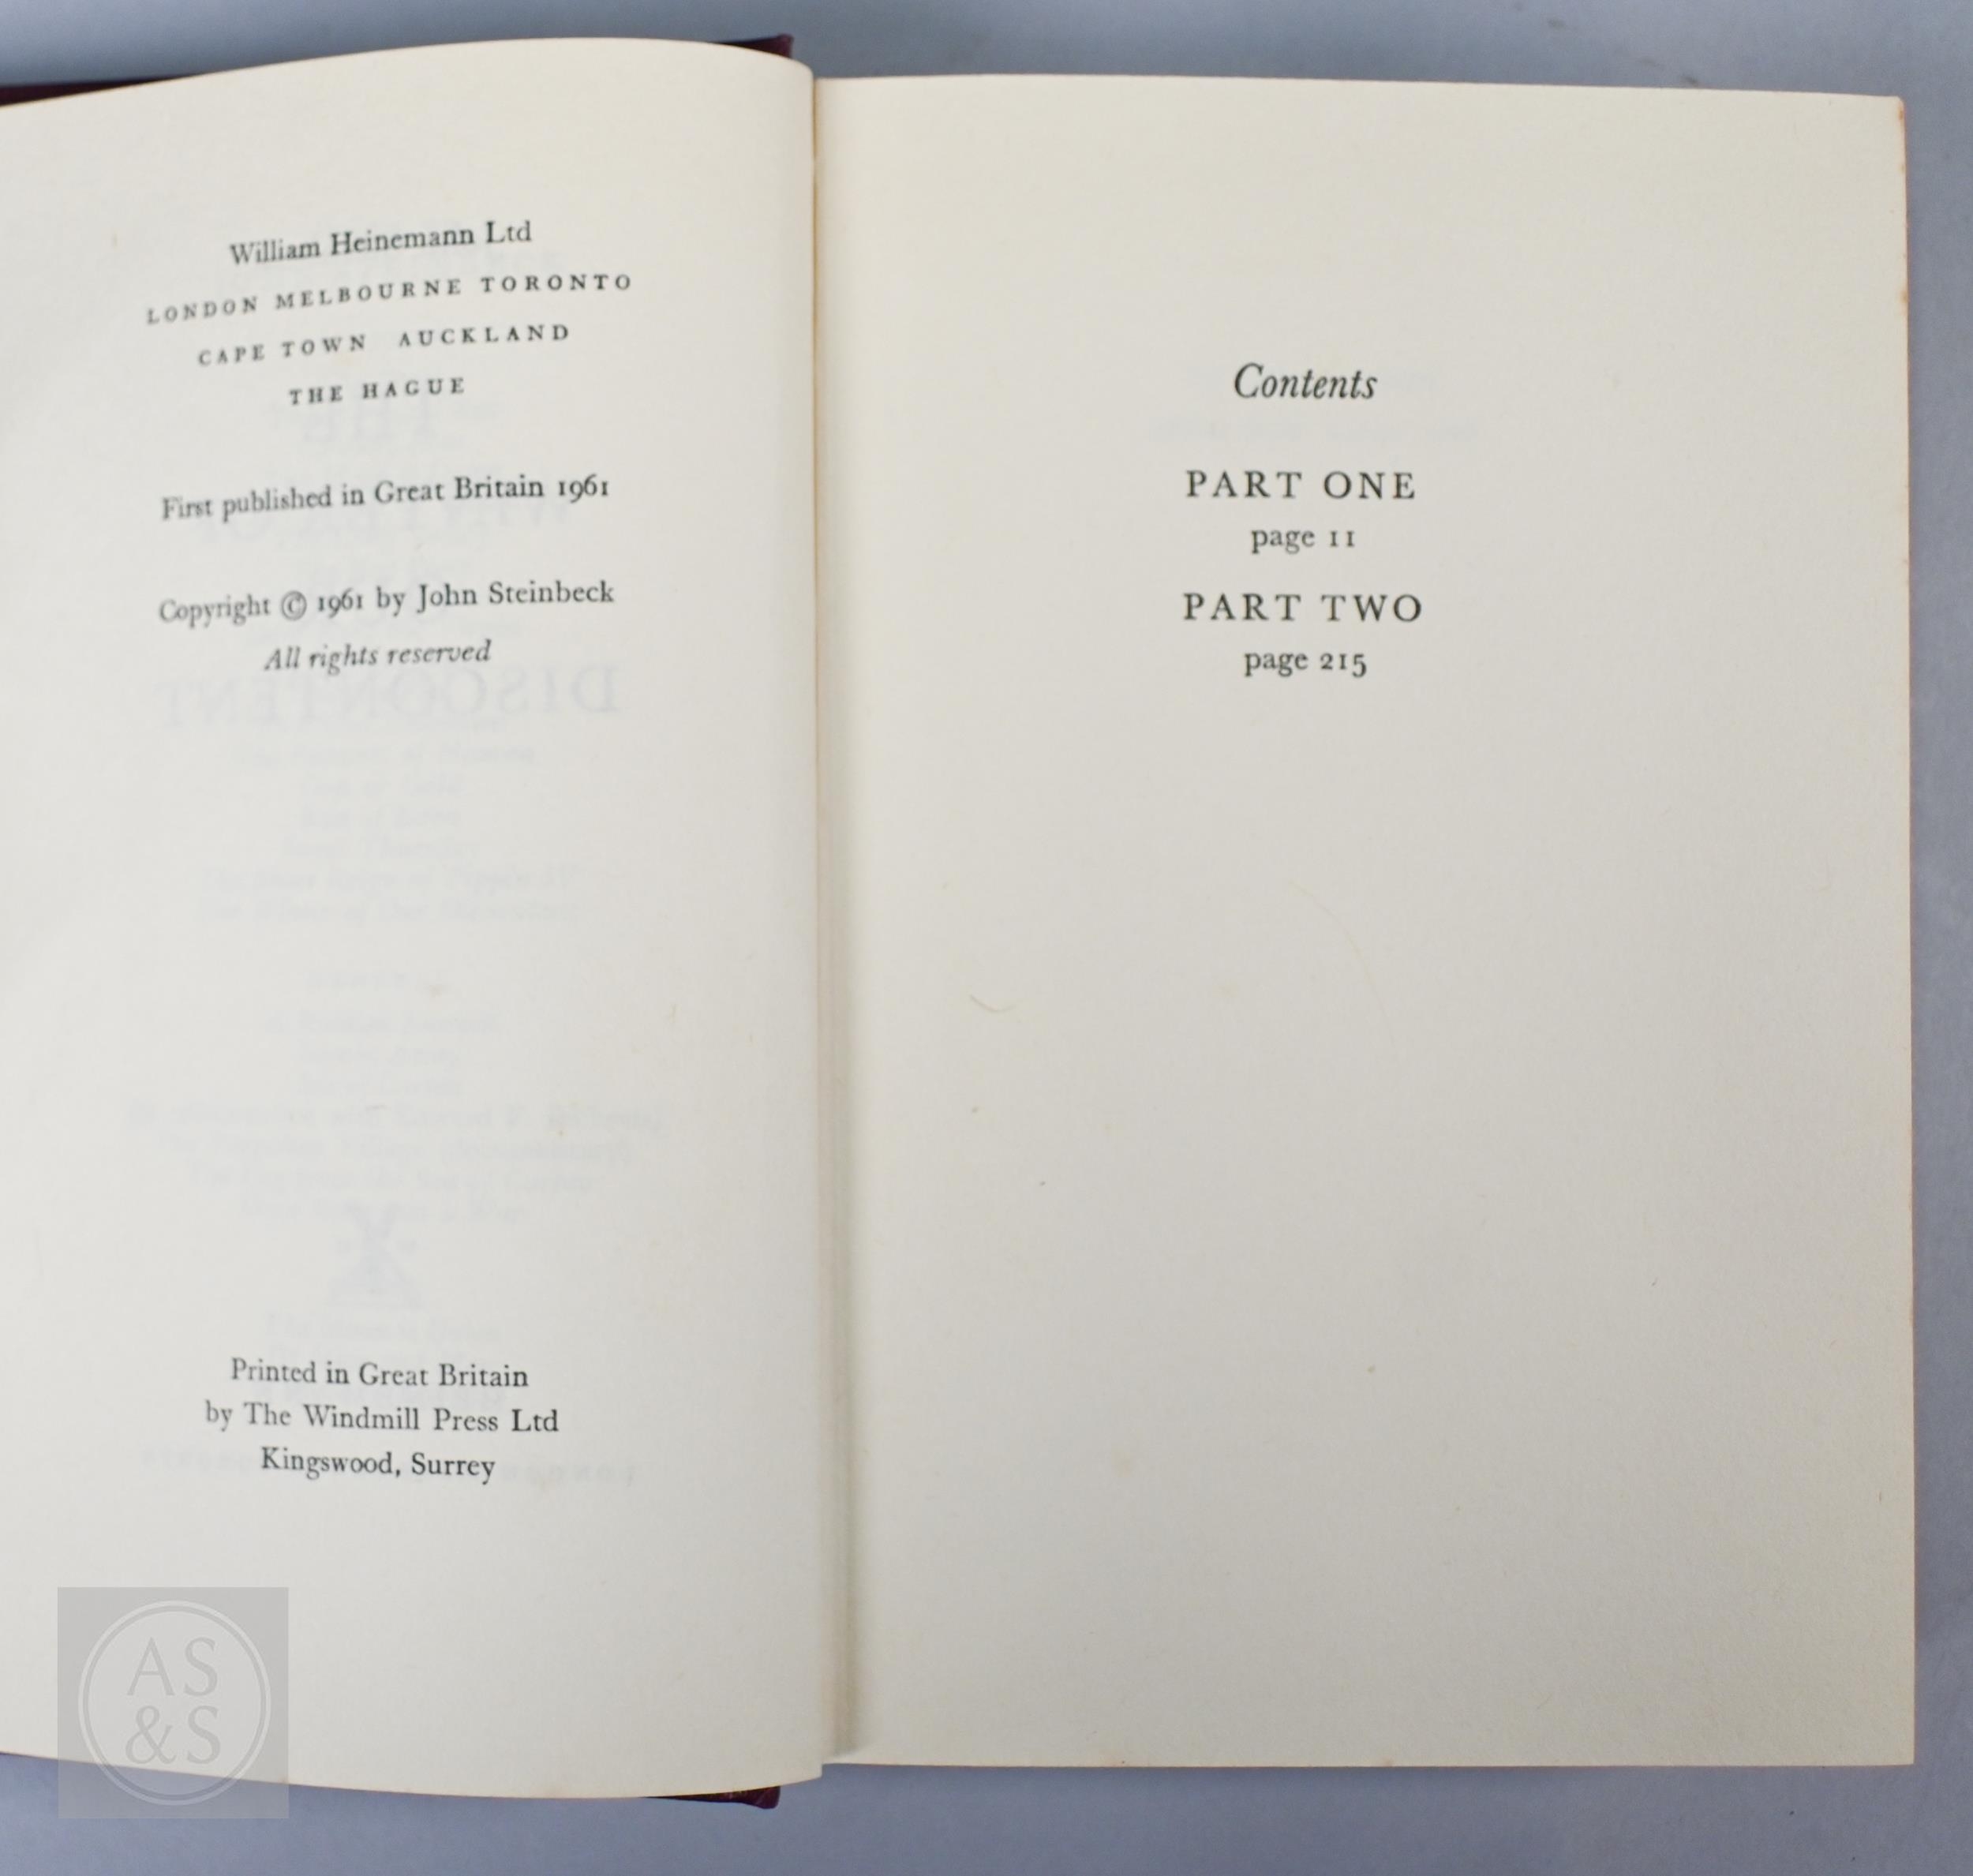 William Heinemann Ltd
LONDON MELBOURNE TORONTO
CAPE TOWN AUCKLAND
THE HAGUE
First published in Great Britain 1961
Copyright © 1961 by John Steinbeck
All rights reserved
Printed in Great Britain
by The Windmill Press Ltd
Kingswood, Surrey
AS
&S
Contents
PART ONE
page 11
PART TWO
page 215